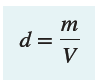 d = m/V